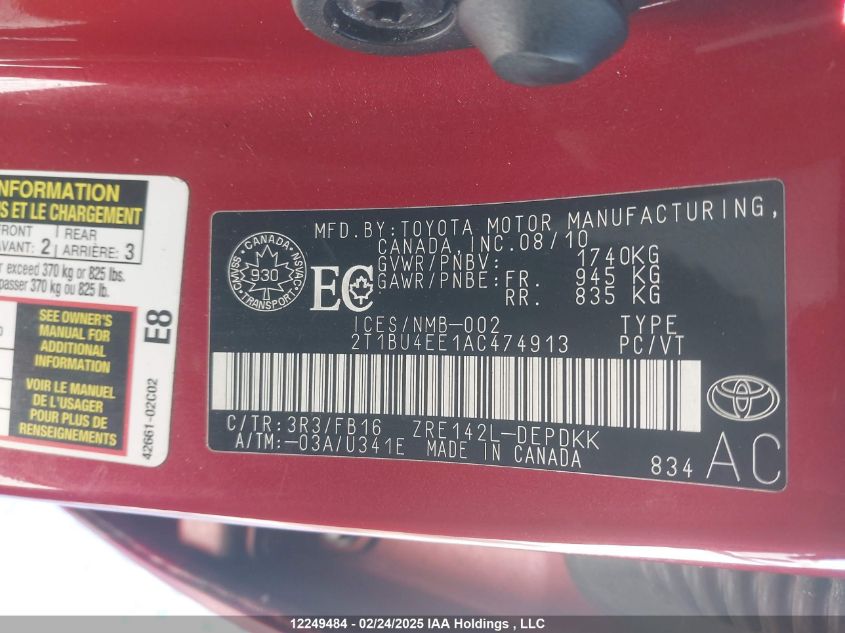 NFORMATION
S ET LE CHARGEMENT
FRONT
AVANT: 2
REAR
ARRIÈRE: 3
exceed 370 kg or 825 lbs.
passer 370 kg ou 825 lb.
SEE OWNER'S
MANUAL FOR
ADDITIONAL
INFORMATION
VOIR LE MANUEL
DE L'USAGER
POUR PLUS DE
RENSEIGNEMENTS
E8
42661-02C02
CANADA
CMVSS
NSVAC
930
TRANSPORT
EC
MFD.BY:TOYOTA MOTOR MANUFACTURING,
CANADA,INC.08/10
GVWR/PNBV: 1740KG
GAWR/PNBE:FR. 945 KG
RR. 835 KG
ICES/NMB-002 TYPE
2T1BU4EE1AC474913 PC/VT
C/TR:3R3/FB16 ZRE142L-DEPDKK
A/TM:-03A/U341E MADE IN CANADA
834
AC
12249484 - 02/24/2025 IAA Holdings , LLC